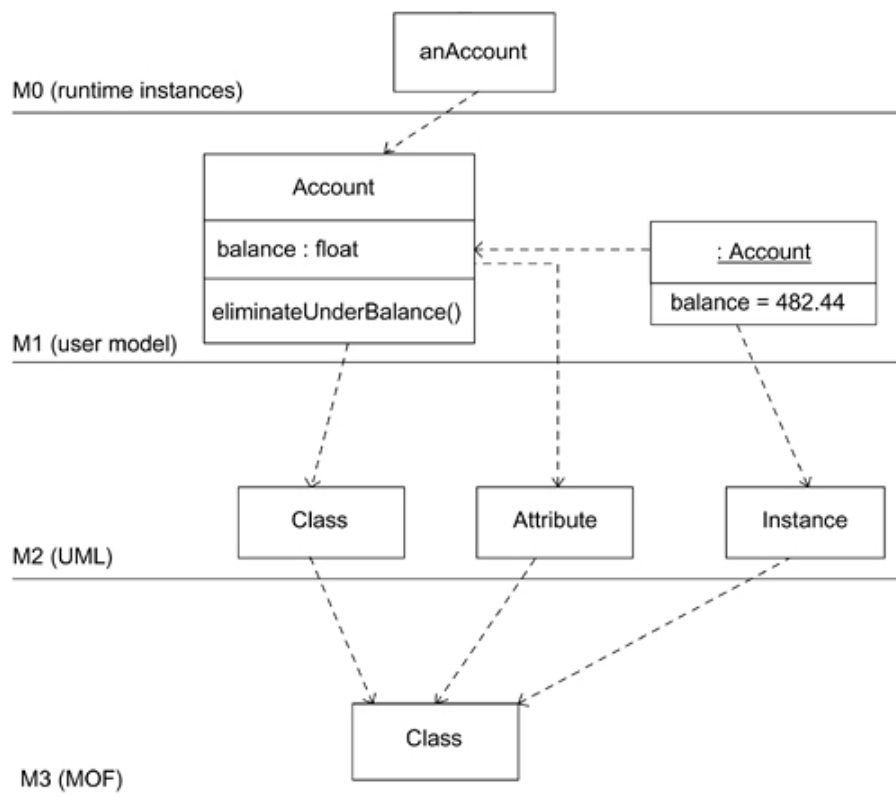 anAccount
M0 (runtime instances)
Account
balance : float
eliminateUnderBalance()
: Account
balance = 482.44
M1 (user model)
Class
Attribute
Instance
M2 (UML)
Class
M3 (MOF)